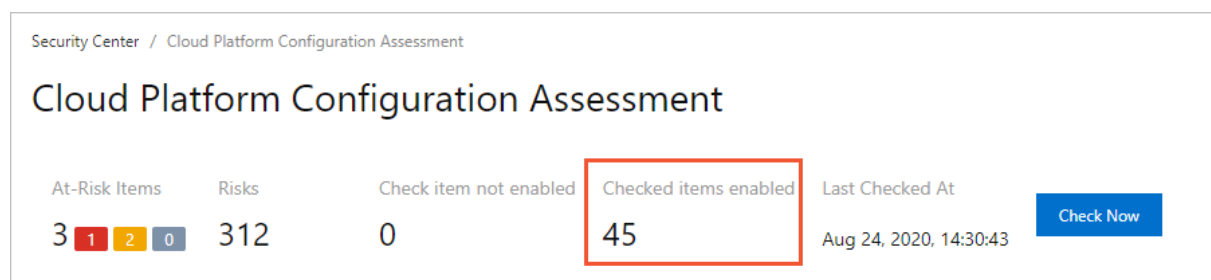 Security Center / Cloud Platform Configuration Assessment
Cloud Platform Configuration Assessment
At-Risk Items Risks Check item not enabled Checked items enabled Last Checked At
3 1 2 0 312 0 45 Aug 24, 2020, 14:30:43 Check Now